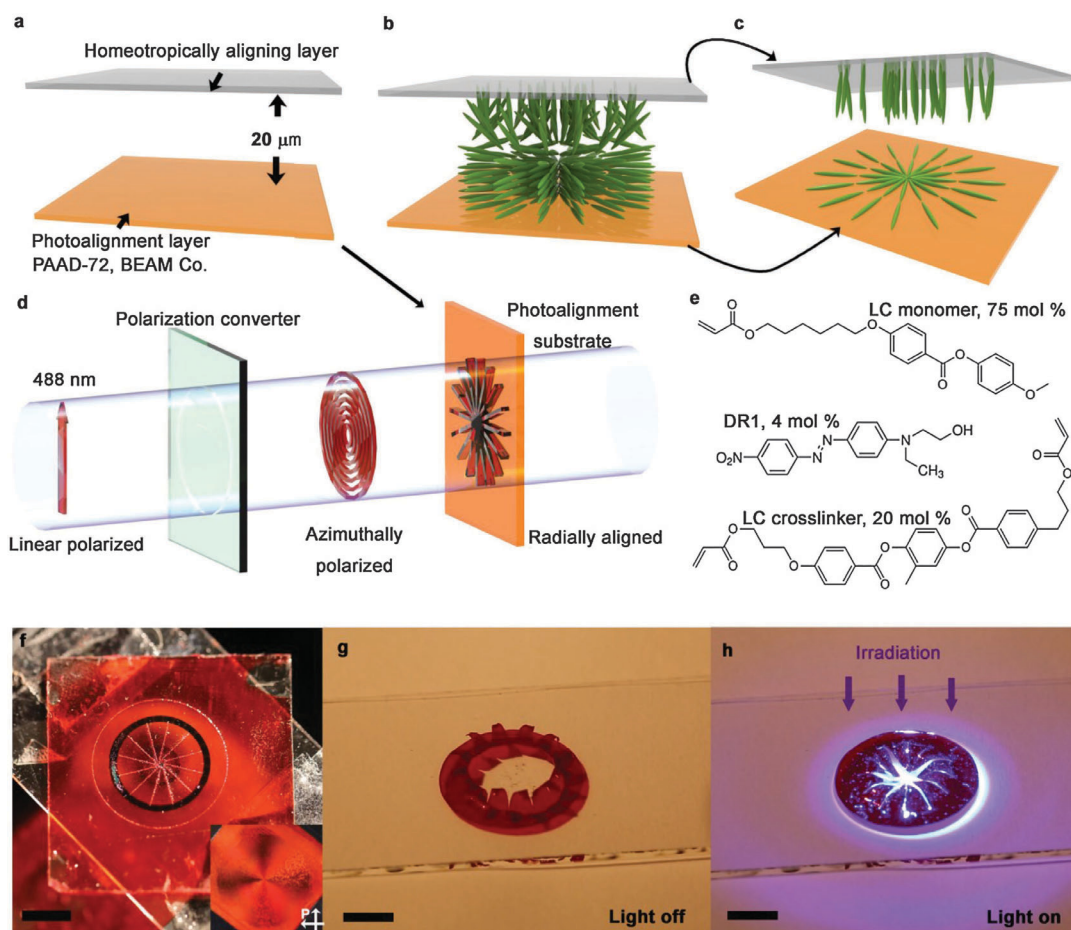 a
Homeotropically aligning layer
20 μm
Photoalignment layer
PAAD-72, BEAM Co.
b
c
d
Polarization converter
488 nm
Linear polarized
Azimuthally
polarized
Photoalignment
substrate
Radially aligned
e
LC monomer, 75 mol %
O
O
O
O
O
O
DR1, 4 mol %
OH
N
N
N
NO₂
CH₃
LC crosslinker, 20 mol %
O
O
O
O
O
O
O
O
O
O
f
P
g
Light off
h
Irradiation
Light on